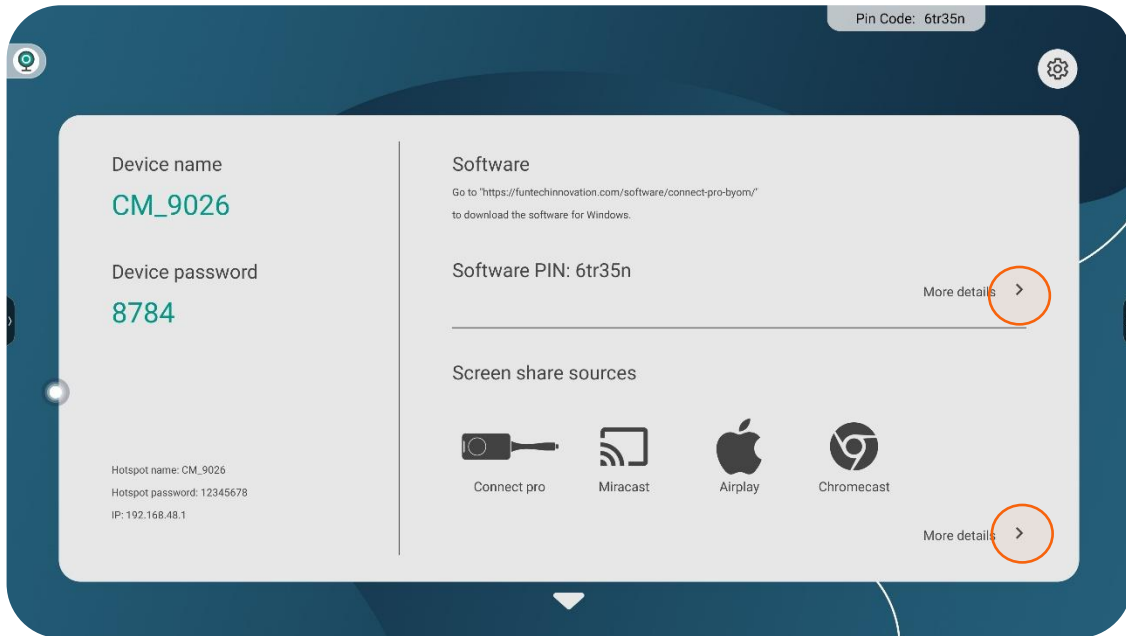 Pin Code: 6tr35n
Device name
CM_9026
Device password
8784
Hotspot name: CM_9026
Hotspot password: 12345678
IP: 192.168.48.1
Software
Go to "https://funtechinnovation.com/software/connect-pro-byom/"
to download the software for Windows.
Software PIN: 6tr35n
More details
Screen share sources
Connect pro
Miracast
Airplay
Chromecast
More details